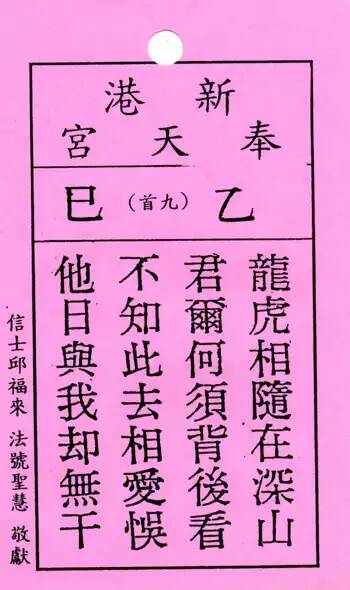 新港
奉天宮
乙（九首）巳
龍虎相隨在深山
君爾何須背後看
不知此去相愛悞
他日與我却無干
信士邱福來 法號聖慧 敬獻